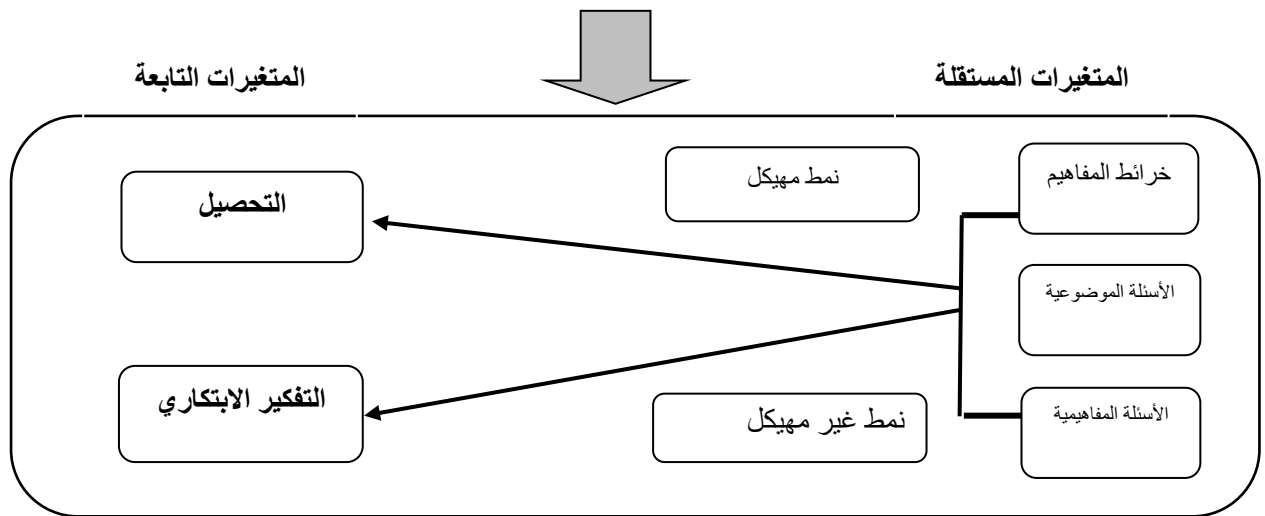 المتغيرات المستقلة
المتغيرات التابعة
خرائط المفاهيم
نمط مهيكل
التحصيل
الأسئلة الموضوعية
الأسئلة المفاهيمية
نمط غير مهيكل
التفكير الابتكاري